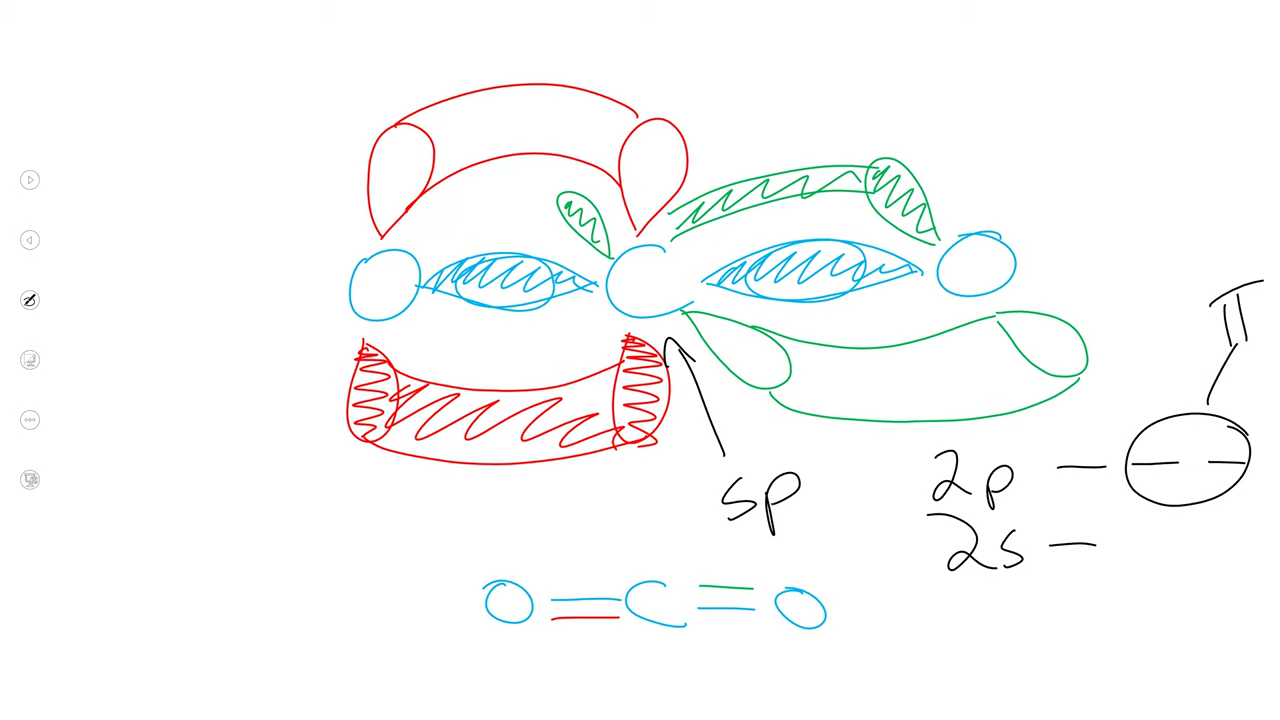 O C O
π
sp
2p — — —
2s —
O=C=O